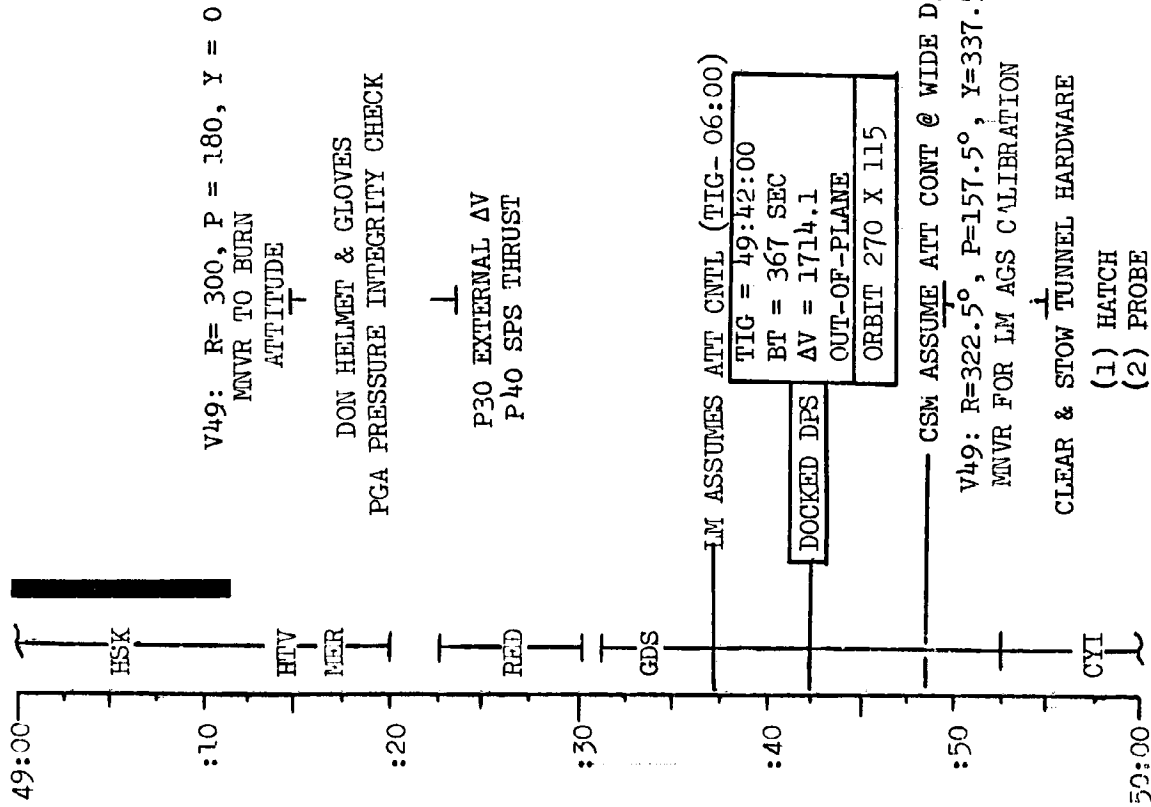 49:00
:10
:20
:30
:40
:50
50:00
HSK
HTV
MER
RED
GDS
CYI
V49: R= 300, P = 180, Y = 0
MNVR TO BURN
ATTITUDE
DON HELMET & GLOVES
PGA PRESSURE INTEGRITY CHECK
P30 EXTERNAL ΔV
P40 SPS THRUST
LM ASSUMES ATT CNTL (TIG- 06:00)
DOCKED DPS
TIG = 49:42:00
BT = 367 SEC
ΔV = 1714.1
OUT-OF-PLANE
ORBIT 270 X 115
CSM ASSUME ATT CONT @ WIDE D
V49: R=322.5°, P=157.5°, Y=337.
MNVR FOR LM AGS CALIBRATION
CLEAR & STOW TUNNEL HARDWARE
(1) HATCH
(2) PROBE